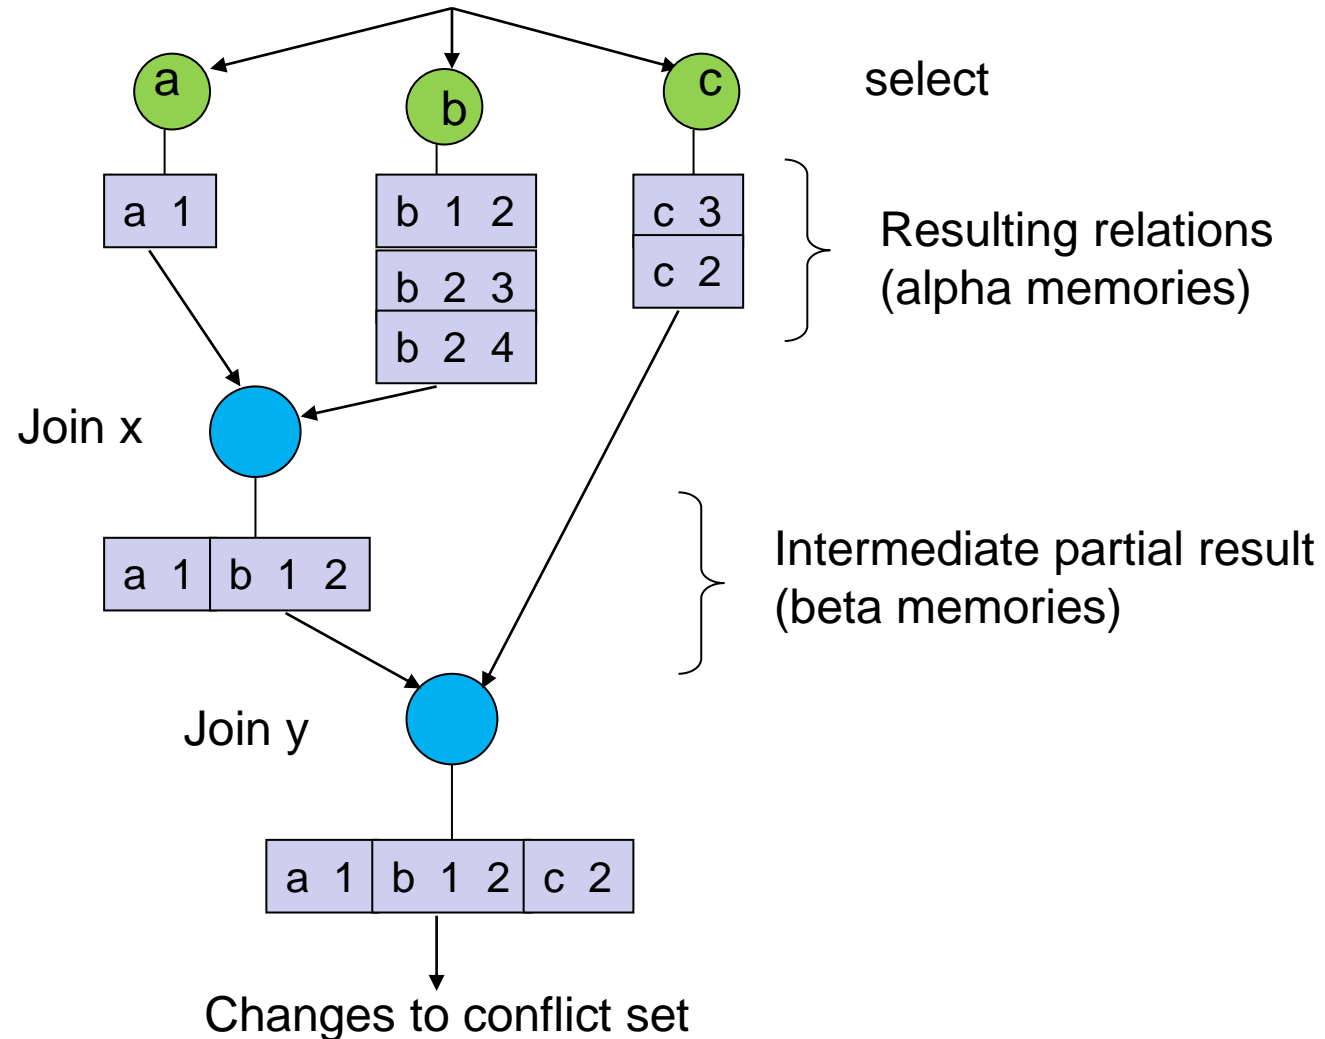 a
b
c
select
a 1
b 1 2
b 2 3
b 2 4
c 3
c 2
Resulting relations
(alpha memories)
Join x
a 1 b 1 2
Intermediate partial result
(beta memories)
Join y
a 1 b 1 2 c 2
Changes to conflict set